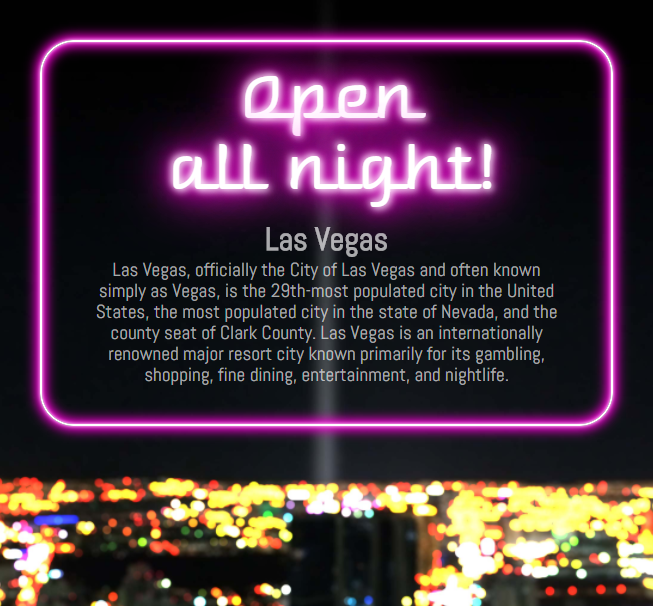 Open
all night!
Las Vegas
Las Vegas, officially the City of Las Vegas and often known
simply as Vegas, is the 29th-most populated city in the United
States, the most populated city in the state of Nevada, and the
county seat of Clark County. Las Vegas is an internationally
renowned major resort city known primarily for its gambling,
shopping, fine dining, entertainment, and nightlife.